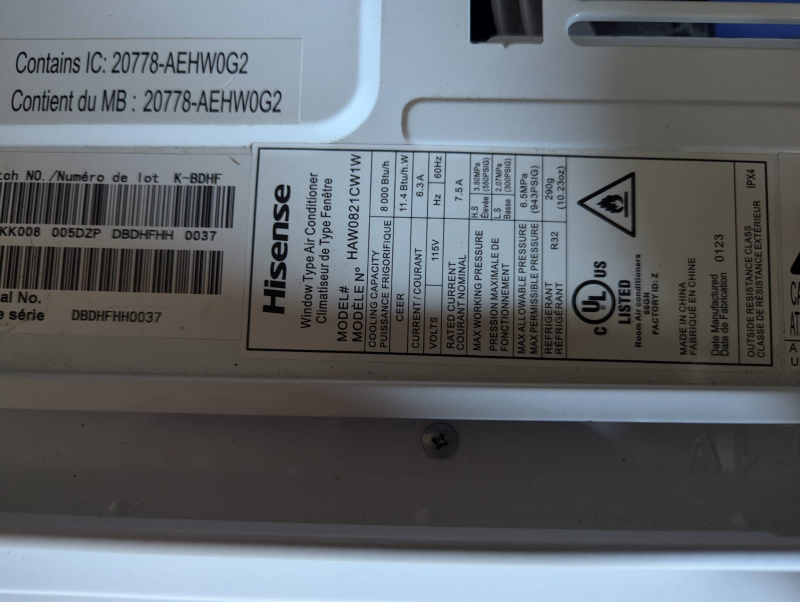 Contains IC: 20778-AEHW0G2
Contient du MB : 20778-AEHW0G2
tch NO./Numéro de lot K-BDHF
KK008 005DZP DBDHFHH 0037
al No.
e série DBDHFHH0037
Hisense
Window Type Air Conditioner
Climatiseur de Type Fenêtre
MODEL#
MODÈLE N° HAW0821CW1W
COOLING CAPACITY
PUISSANCE FRIGORIFIQUE 8 000 Btu/h
CEER 11.4 Btu/h.W
CURRENT / COURANT 6.3 A
VOLTS 115V Hz 60Hz
RATED CURRENT
COURANT NOMINAL 7.5 A
MAX WORKING PRESSURE
PRESSION MAXIMALE DE
FONCTIONNEMENT
H.S 3.80MPa
Élevée (550PSIG)
L.S 2.07MPa
Basse (300PSIG)
MAX ALLOWABLE PRESSURE 6.5MPa
MAX PERMISSIBLE PRESSURE (943PSIG)
REFRIGERANT
RÉFRIGÉRANT R32 290g
(10.23oz)
C UL US
LISTED
Room Air conditioners
66GN
FACTORY ID: Z
MADE IN CHINA
FABRIQUÉ EN CHINE
Date Manufactured
Date de Fabrication 0123
OUTSIDE RESISTANCE CLASS
CLASSE DE RÉSISTANCE EXTÉRIEUR IPX4